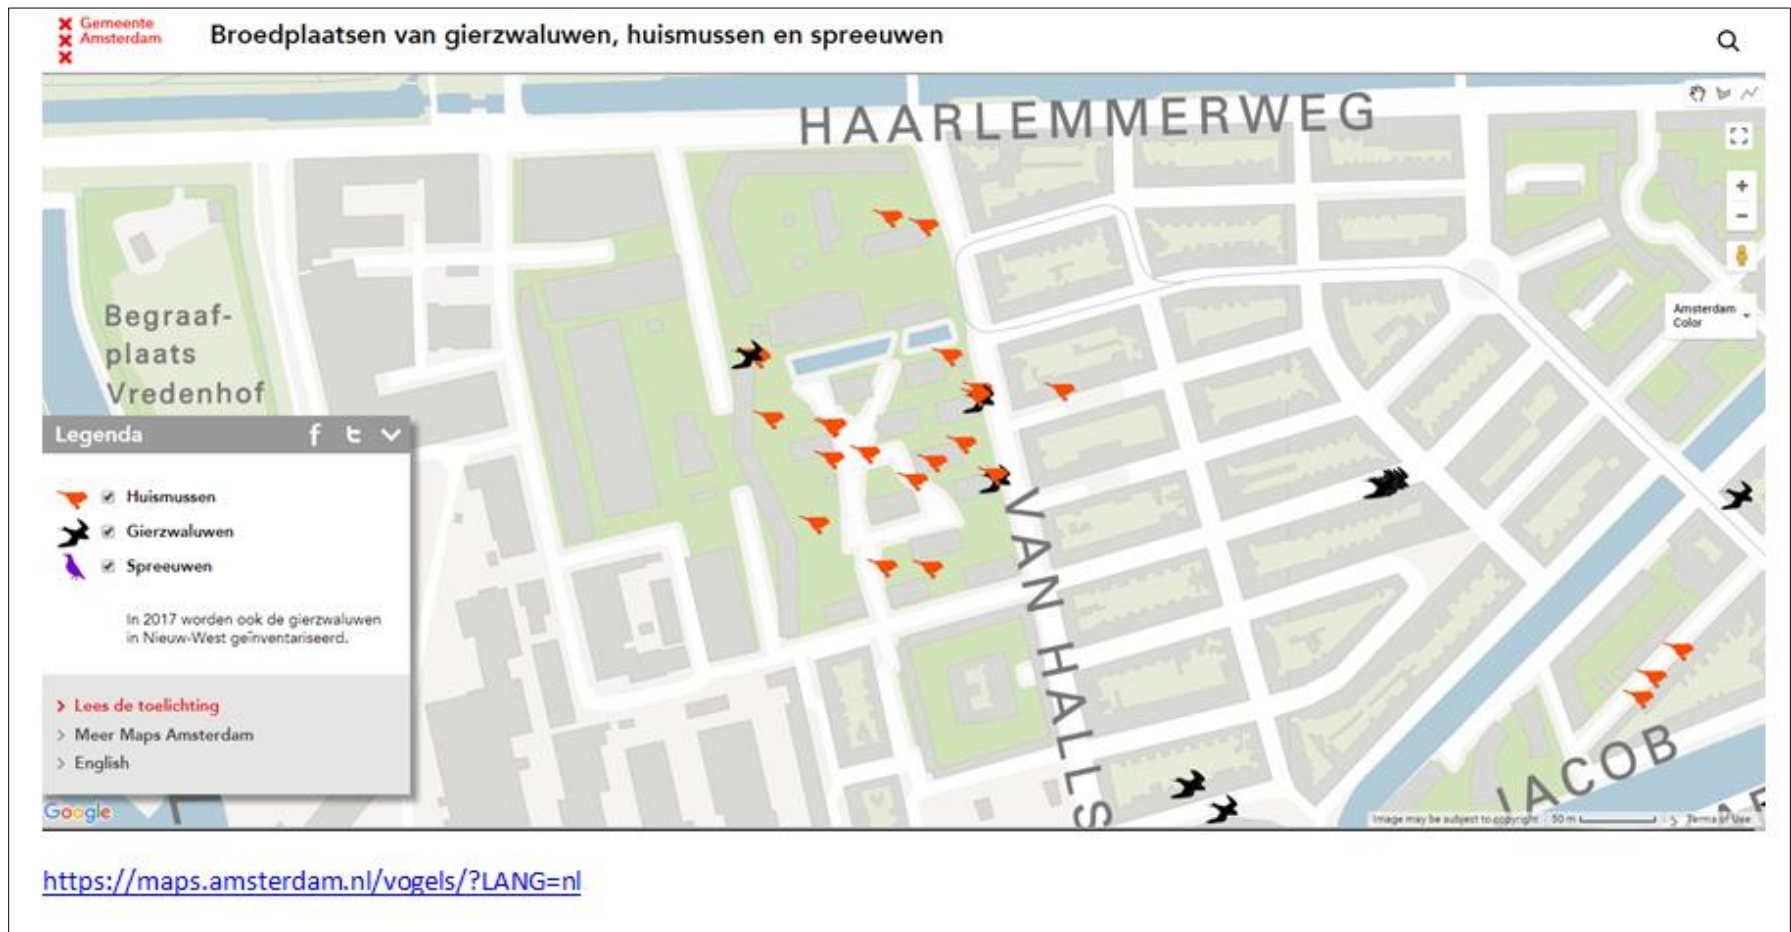 Gemeente
Amsterdam
Broedplaatsen van gierzwaluwen, huismussen en spreeuwen
HAARLEMMERWEG
Amsterdam
Color
Begraaf-
plaats
Vredenhof
Legenda
Huismussen
Gierzwaluwen
Spreeuwen
In 2017 worden ook de gierzwaluwen
in Nieuw-West geïnventariseerd.
> Lees de toelichting
> Meer Maps Amsterdam
> English
VAN HALLS
JACOB
Google
Image may be subject to copyright
50 m
Terms of Use
https://maps.amsterdam.nl/vogels/?LANG=nl